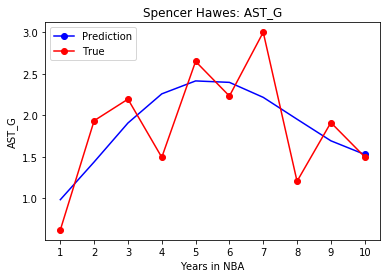 Spencer Hawes: AST_G
Prediction
True
AST_G
3.0
2.5
2.0
1.5
1.0
1 2 3 4 5 6 7 8 9 10
Years in NBA